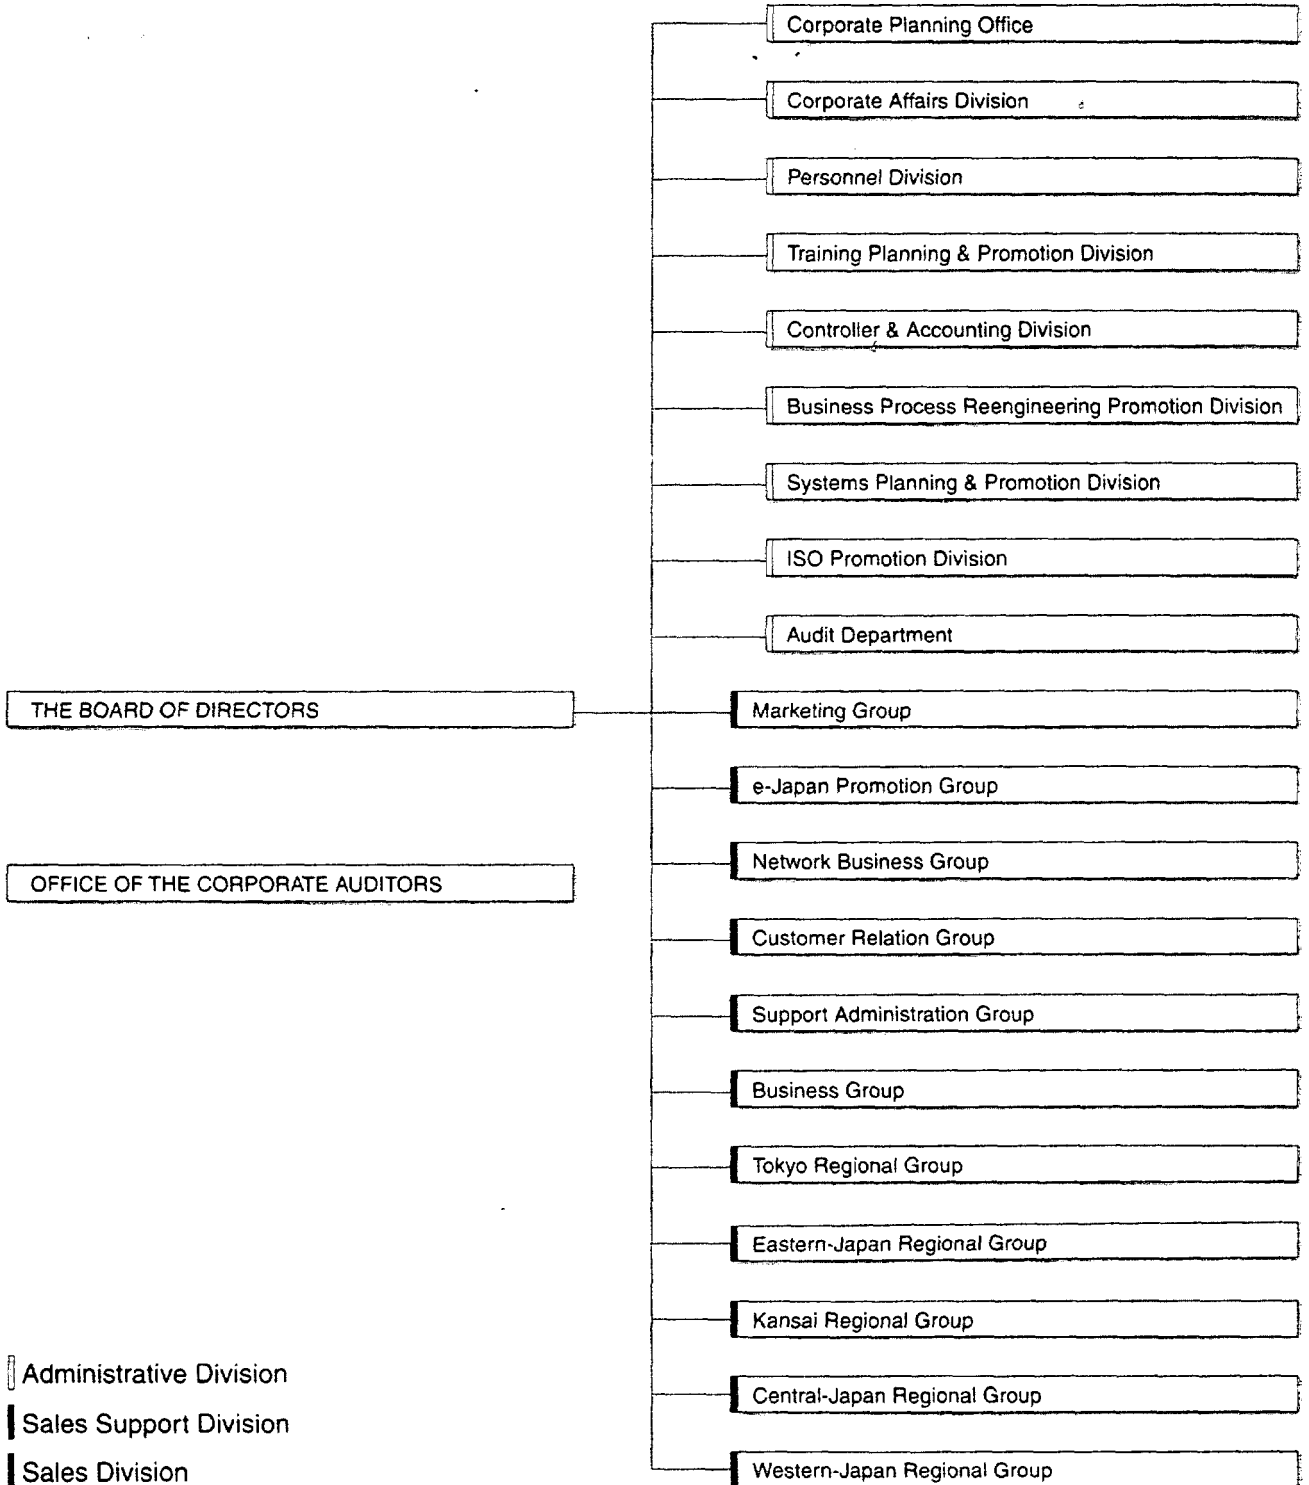 Corporate Planning Office
Corporate Affairs Division
Personnel Division
Training Planning & Promotion Division
Controller & Accounting Division
Business Process Reengineering Promotion Division
Systems Planning & Promotion Division
ISO Promotion Division
Audit Department
THE BOARD OF DIRECTORS
Marketing Group
e-Japan Promotion Group
Network Business Group
OFFICE OF THE CORPORATE AUDITORS
Customer Relation Group
Support Administration Group
Business Group
Tokyo Regional Group
Eastern-Japan Regional Group
Kansai Regional Group
Central-Japan Regional Group
Western-Japan Regional Group
Administrative Division
Sales Support Division
Sales Division